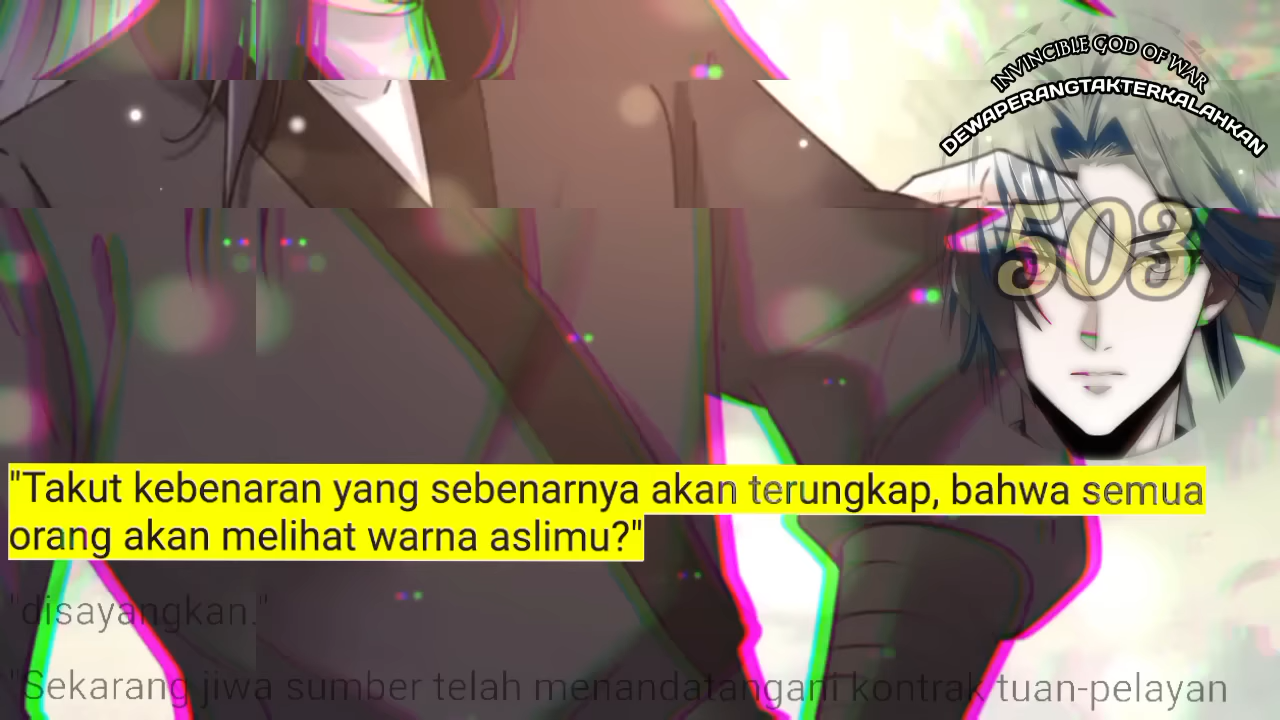 INVINCIBLE GOD OF WAR
DEWAPERANGTAKTERKALAHKAN
503
"Takut kebenaran yang sebenarnya akan terungkap, bahwa semua
orang akan melihat warna aslimu?"
"disayangkan."
"Sekarang jiwa sumber telah menandatangani kontrak tuan-pelayan